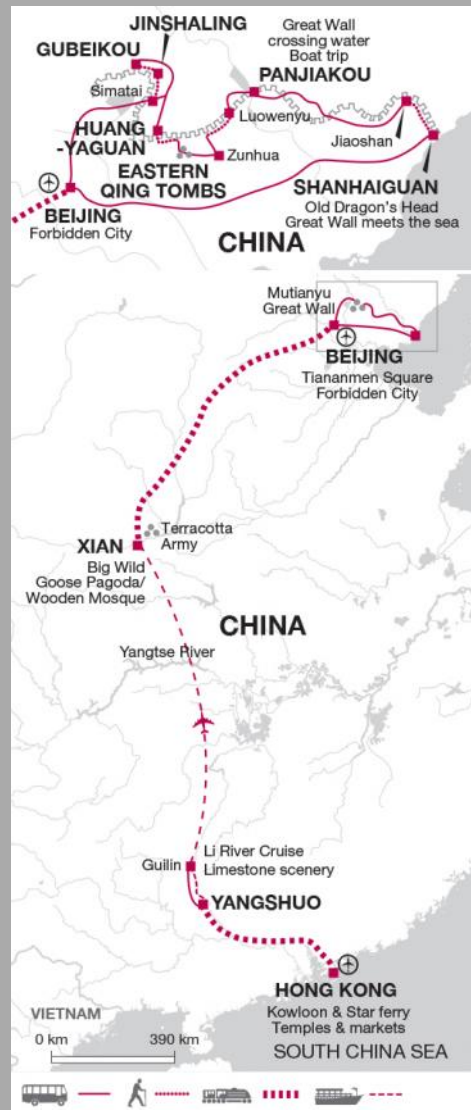 JINSHALING
GUBEIKOU
Simatai
Great Wall
crossing water
Boat trip
PANJIAKOU
HUANG
-YAGUAN
Luowenyu
Jiaoshan
EASTERN
QING TOMBS
Zunhua
SHANHAIGUAN
Old Dragon's Head
Great Wall meets the sea
BEIJING
Forbidden City
CHINA
Mutianyu
Great Wall
BEIJING
Tiananmen Square
Forbidden City
Terracotta
Army
XIAN
Big Wild
Goose Pagoda/
Wooden Mosque
CHINA
Yangtse River
Guilin
Li River Cruise
Limestone scenery
YANGSHUO
HONG KONG
Kowloon & Star ferry
Temples & markets
VIETNAM
0 km 390 km
SOUTH CHINA SEA